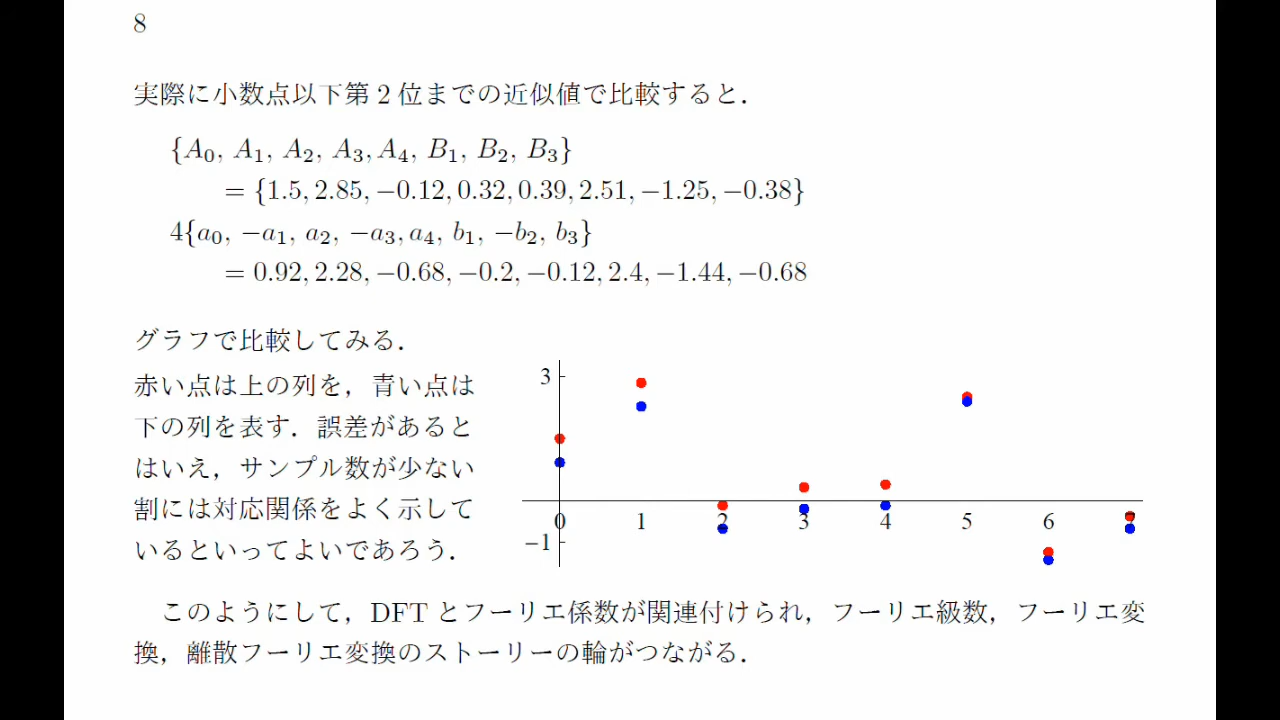 8
実際に小数点以下第 2 位までの近似値で比較すると．
{A₀, A₁, A₂, A₃, A₄, B₁, B₂, B₃}
= {1.5, 2.85, −0.12, 0.32, 0.39, 2.51, −1.25, −0.38}
4{a₀, −a₁, a₂, −a₃, a₄, b₁, −b₂, b₃}
= 0.92, 2.28, −0.68, −0.2, −0.12, 2.4, −1.44, −0.68
グラフで比較してみる．
赤い点は上の列を，青い点は
下の列を表す．誤差があると
はいえ，サンプル数が少ない
割には対応関係をよく示して
いるといってよいであろう．
3
0 1 2 3 4 5 6 7
−1
このようにして，DFT とフーリエ係数が関連付けられ，フーリエ級数，フーリエ変
換，離散フーリエ変換のストーリーの輪がつながる．